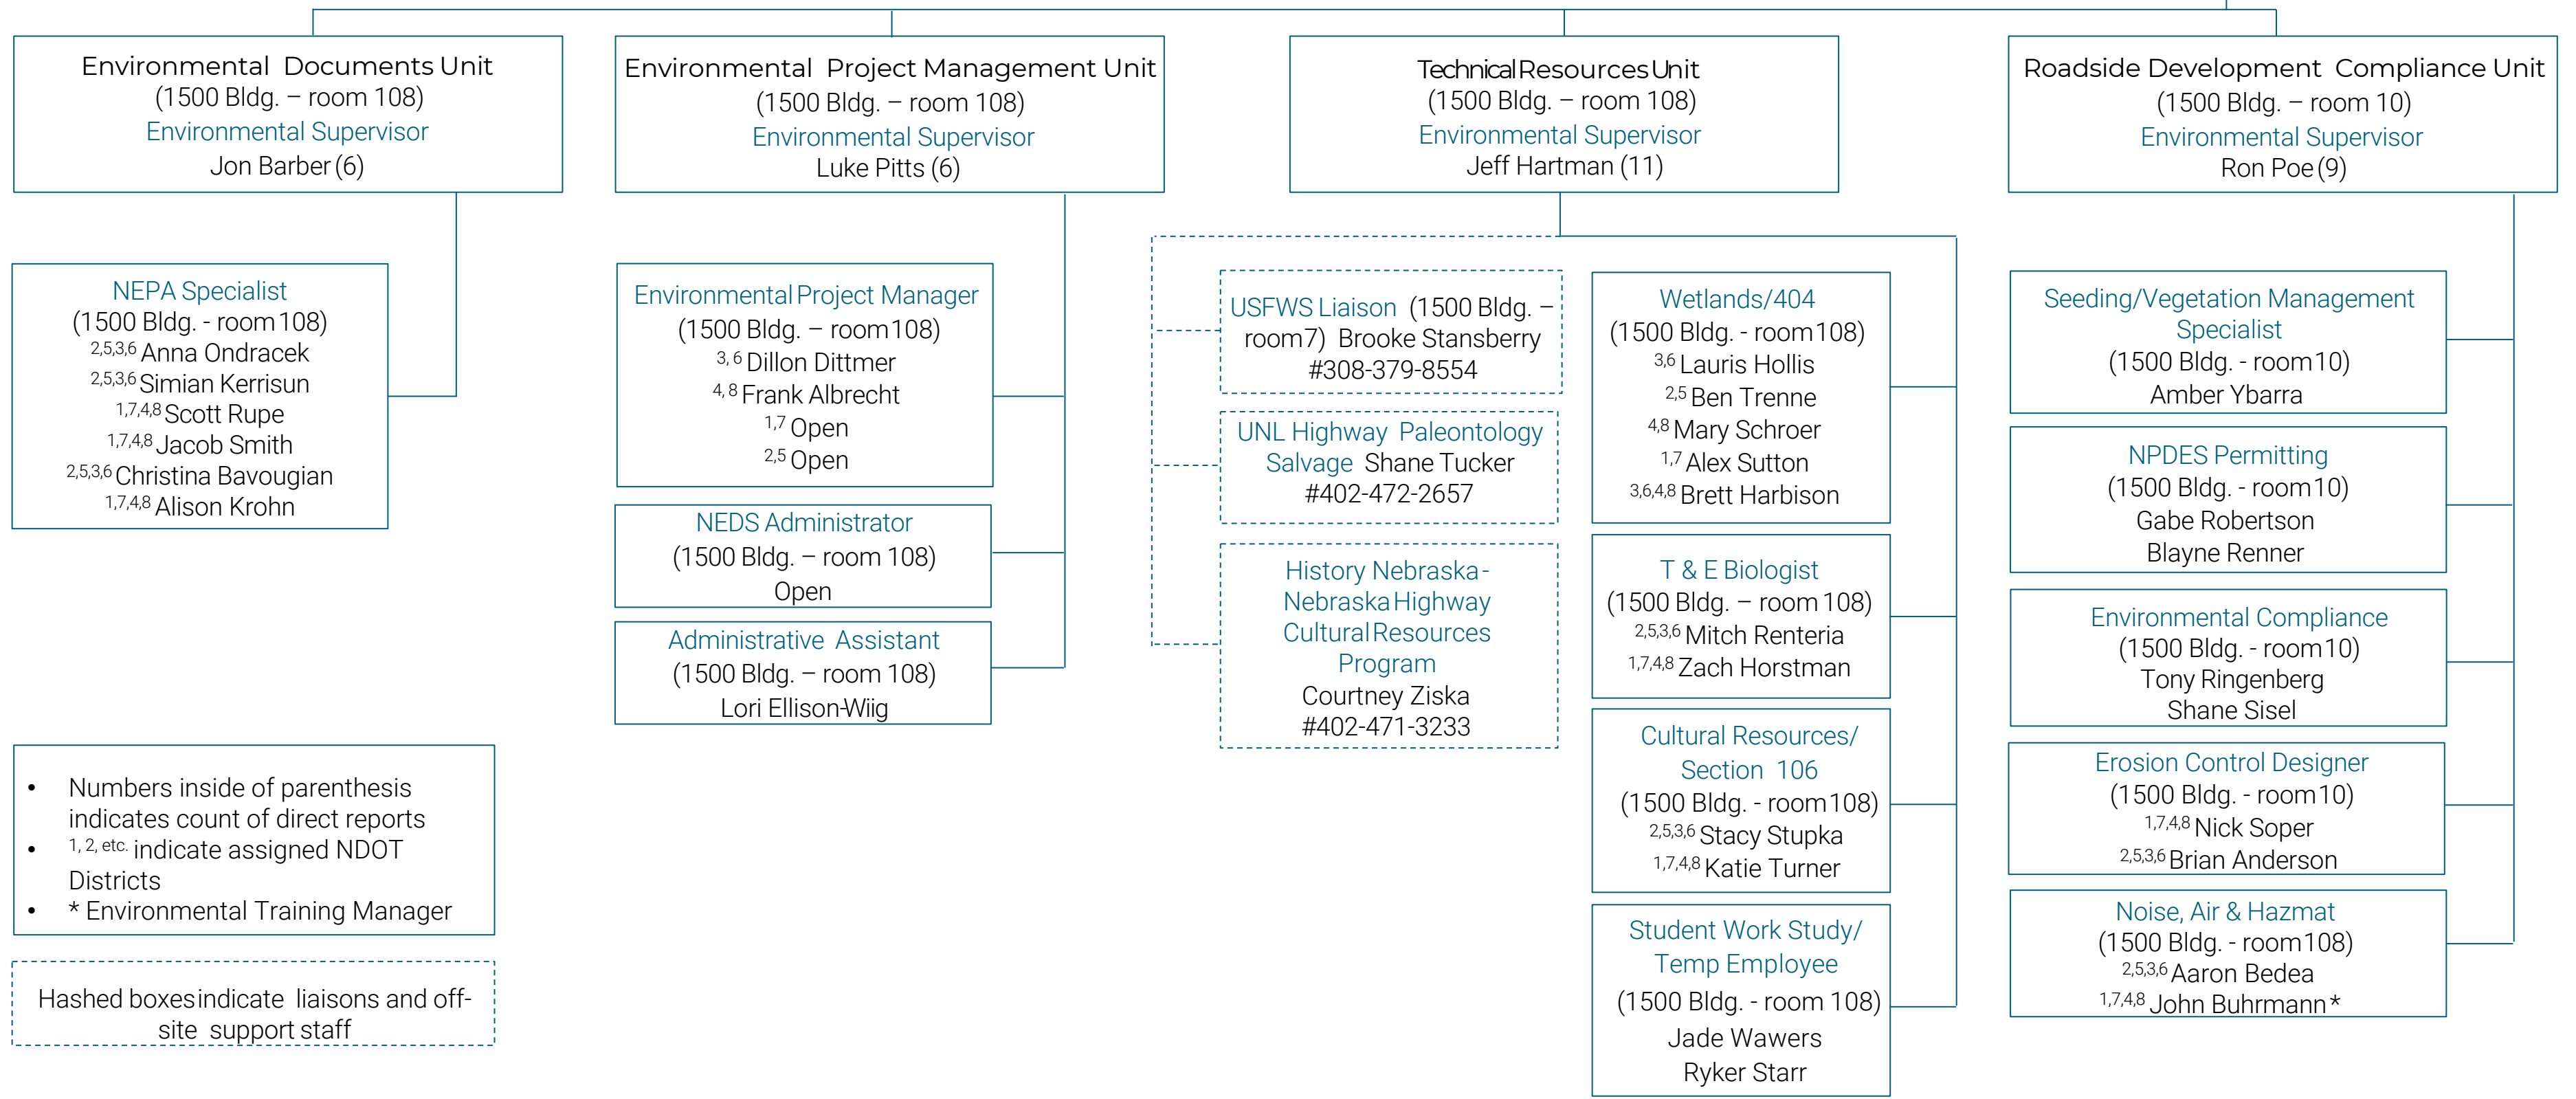 Environmental Documents Unit
(1500 Bldg. – room 108)
Environmental Supervisor
Jon Barber (6)
NEPA Specialist
(1500 Bldg. - room 108)
2,5,3,6 Anna Ondracek
2,5,3,6 Simian Kerrisun
1,7,4,8 Scott Rupe
1,7,4,8 Jacob Smith
2,5,3,6 Christina Bavougian
1,7,4,8 Alison Krohn
• Numbers inside of parenthesis
indicates count of direct reports
• 1, 2, etc. indicate assigned NDOT
Districts
• * Environmental Training Manager
Hashed boxes indicate liaisons and off-
site support staff
Environmental Project Management Unit
(1500 Bldg. – room 108)
Environmental Supervisor
Luke Pitts (6)
Environmental Project Manager
(1500 Bldg. – room 108)
3, 6 Dillon Dittmer
4, 8 Frank Albrecht
1,7 Open
2,5 Open
NEDS Administrator
(1500 Bldg. – room 108)
Open
Administrative Assistant
(1500 Bldg. – room 108)
Lori Ellison-Wiig
Technical Resources Unit
(1500 Bldg. – room 108)
Environmental Supervisor
Jeff Hartman (11)
USFWS Liaison (1500 Bldg. –
room 7) Brooke Stansberry
#308-379-8554
UNL Highway Paleontology
Salvage Shane Tucker
#402-472-2657
History Nebraska-
Nebraska Highway
Cultural Resources
Program
Courtney Ziska
#402-471-3233
Wetlands/404
(1500 Bldg. - room 108)
3,6 Lauris Hollis
2,5 Ben Trenne
4,8 Mary Schroer
1,7 Alex Sutton
3,6,4,8 Brett Harbison
T & E Biologist
(1500 Bldg. – room 108)
2,5,3,6 Mitch Renteria
1,7,4,8 Zach Horstman
Cultural Resources/
Section 106
(1500 Bldg. - room 108)
2,5,3,6 Stacy Stupka
1,7,4,8 Katie Turner
Student Work Study/
Temp Employee
(1500 Bldg. - room 108)
Jade Wawers
Ryker Starr
Roadside Development Compliance Unit
(1500 Bldg. – room 10)
Environmental Supervisor
Ron Poe (9)
Seeding/Vegetation Management
Specialist
(1500 Bldg. - room 10)
Amber Ybarra
NPDES Permitting
(1500 Bldg. - room 10)
Gabe Robertson
Blayne Renner
Environmental Compliance
(1500 Bldg. - room 10)
Tony Ringenberg
Shane Sisel
Erosion Control Designer
(1500 Bldg. - room 10)
1,7,4,8 Nick Soper
2,5,3,6 Brian Anderson
Noise, Air & Hazmat
(1500 Bldg. - room 108)
2,5,3,6 Aaron Bedea
1,7,4,8 John Buhrmann *